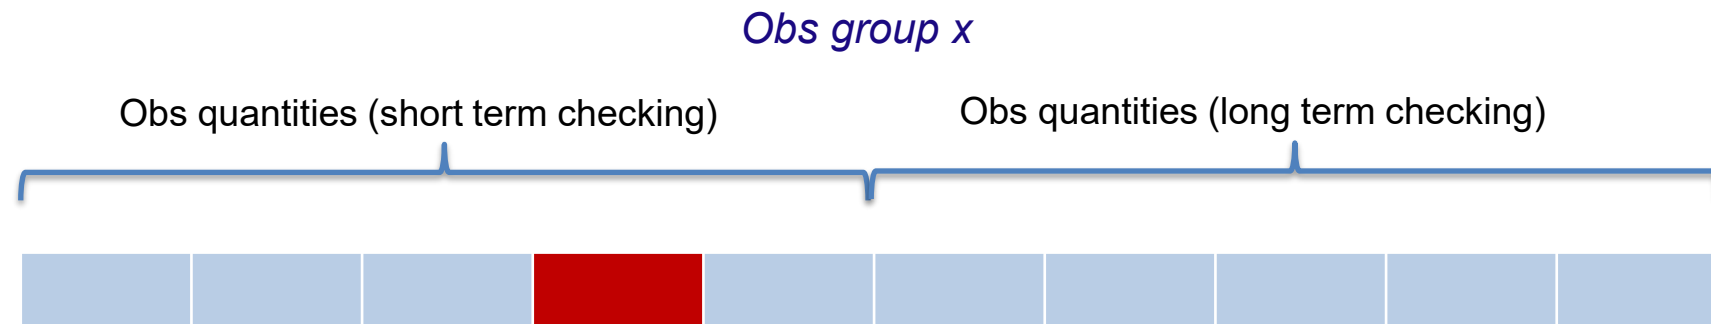 Obs group x
Obs quantities (short term checking)
Obs quantities (long term checking)